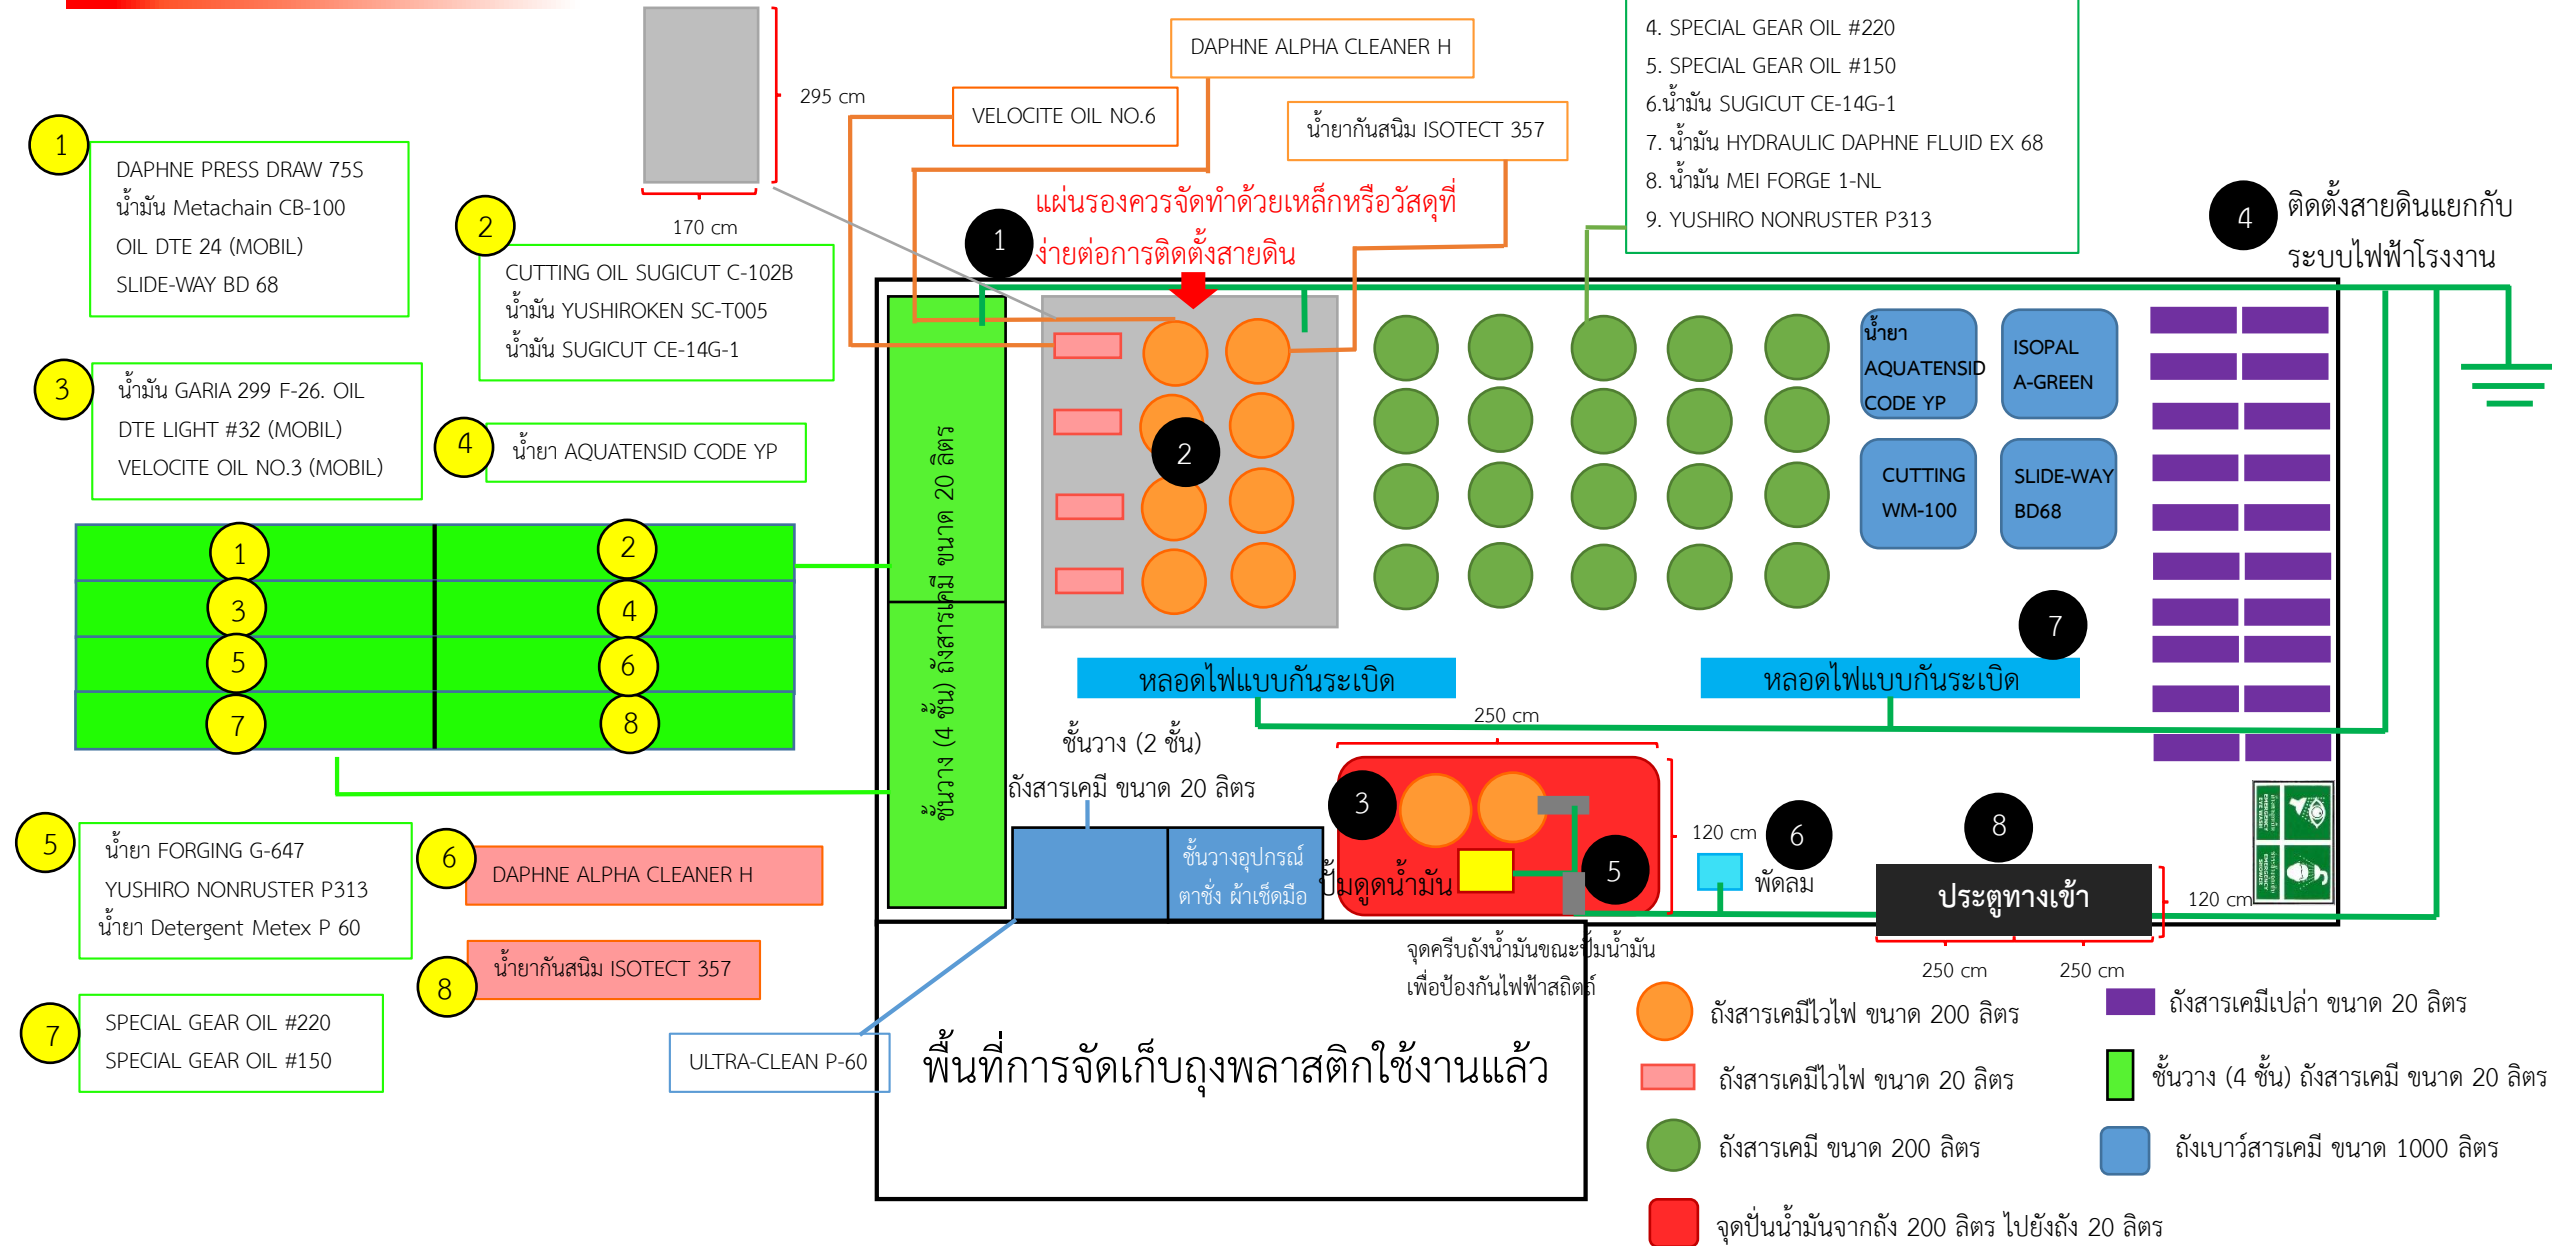 295 cm
170 cm
DAPHNE ALPHA CLEANER H
VELOCITE OIL NO.6
น้ำยากันสนิม ISOTECT 357
4. SPECIAL GEAR OIL #220
5. SPECIAL GEAR OIL #150
6.น้ำมัน SUGICUT CE-14G-1
7. น้ำมัน HYDRAULIC DAPHNE FLUID EX 68
8. น้ำมัน MEI FORGE 1-NL
9. YUSHIRO NONRUSTER P313
1
DAPHNE PRESS DRAW 75S
น้ำมัน Metachain CB-100
OIL DTE 24 (MOBIL)
SLIDE-WAY BD 68
2
CUTTING OIL SUGICUT C-102B
น้ำมัน YUSHIROKEN SC-T005
น้ำมัน SUGICUT CE-14G-1
3
น้ำมัน GARIA 299 F-26. OIL
DTE LIGHT #32 (MOBIL)
VELOCITE OIL NO.3 (MOBIL)
4
น้ำยา AQUATENSID CODE YP
1
แผ่นรองควรจัดทำด้วยเหล็กหรือวัสดุที่
ง่ายต่อการติดตั้งสายดิน
4
ติดตั้งสายดินแยกกับ
ระบบไฟฟ้าโรงงาน
น้ำยา
AQUATENSID
CODE YP
ISOPAL
A-GREEN
CUTTING
WM-100
SLIDE-WAY
BD68
2
ชั้นวาง (4 ชั้น) ถังสารเคมี ขนาด 20 ลิตร
1
2
3
4
5
6
7
8
7
หลอดไฟแบบกันระเบิด
หลอดไฟแบบกันระเบิด
250 cm
ชั้นวาง (2 ชั้น)
ถังสารเคมี ขนาด 20 ลิตร
3
120 cm
6
8
ชั้นวางอุปกรณ์
ตาชั่ง ผ้าเช็ดมือ
ปั๊มดูดน้ำมัน
5
พัดลม
ประตูทางเข้า
120 cm
EMERGENCY
EYE WASH
EMERGENCY
SHOWER
250 cm
250 cm
จุดครีบถังน้ำมันขณะปั๊มน้ำมัน
เพื่อป้องกันไฟฟ้าสถิตถ์
5
น้ำยา FORGING G-647
YUSHIRO NONRUSTER P313
น้ำยา Detergent Metex P 60
6
DAPHNE ALPHA CLEANER H
8
น้ำยากันสนิม ISOTECT 357
7
SPECIAL GEAR OIL #220
SPECIAL GEAR OIL #150
ULTRA-CLEAN P-60
พื้นที่การจัดเก็บถุงพลาสติกใช้งานแล้ว
ถังสารเคมีไวไฟ ขนาด 200 ลิตร
ถังสารเคมีเปล่า ขนาด 20 ลิตร
ถังสารเคมีไวไฟ ขนาด 20 ลิตร
ชั้นวาง (4 ชั้น) ถังสารเคมี ขนาด 20 ลิตร
ถังสารเคมี ขนาด 200 ลิตร
ถังเบาว์สารเคมี ขนาด 1000 ลิตร
จุดปั่นน้ำมันจากถัง 200 ลิตร ไปยังถัง 20 ลิตร